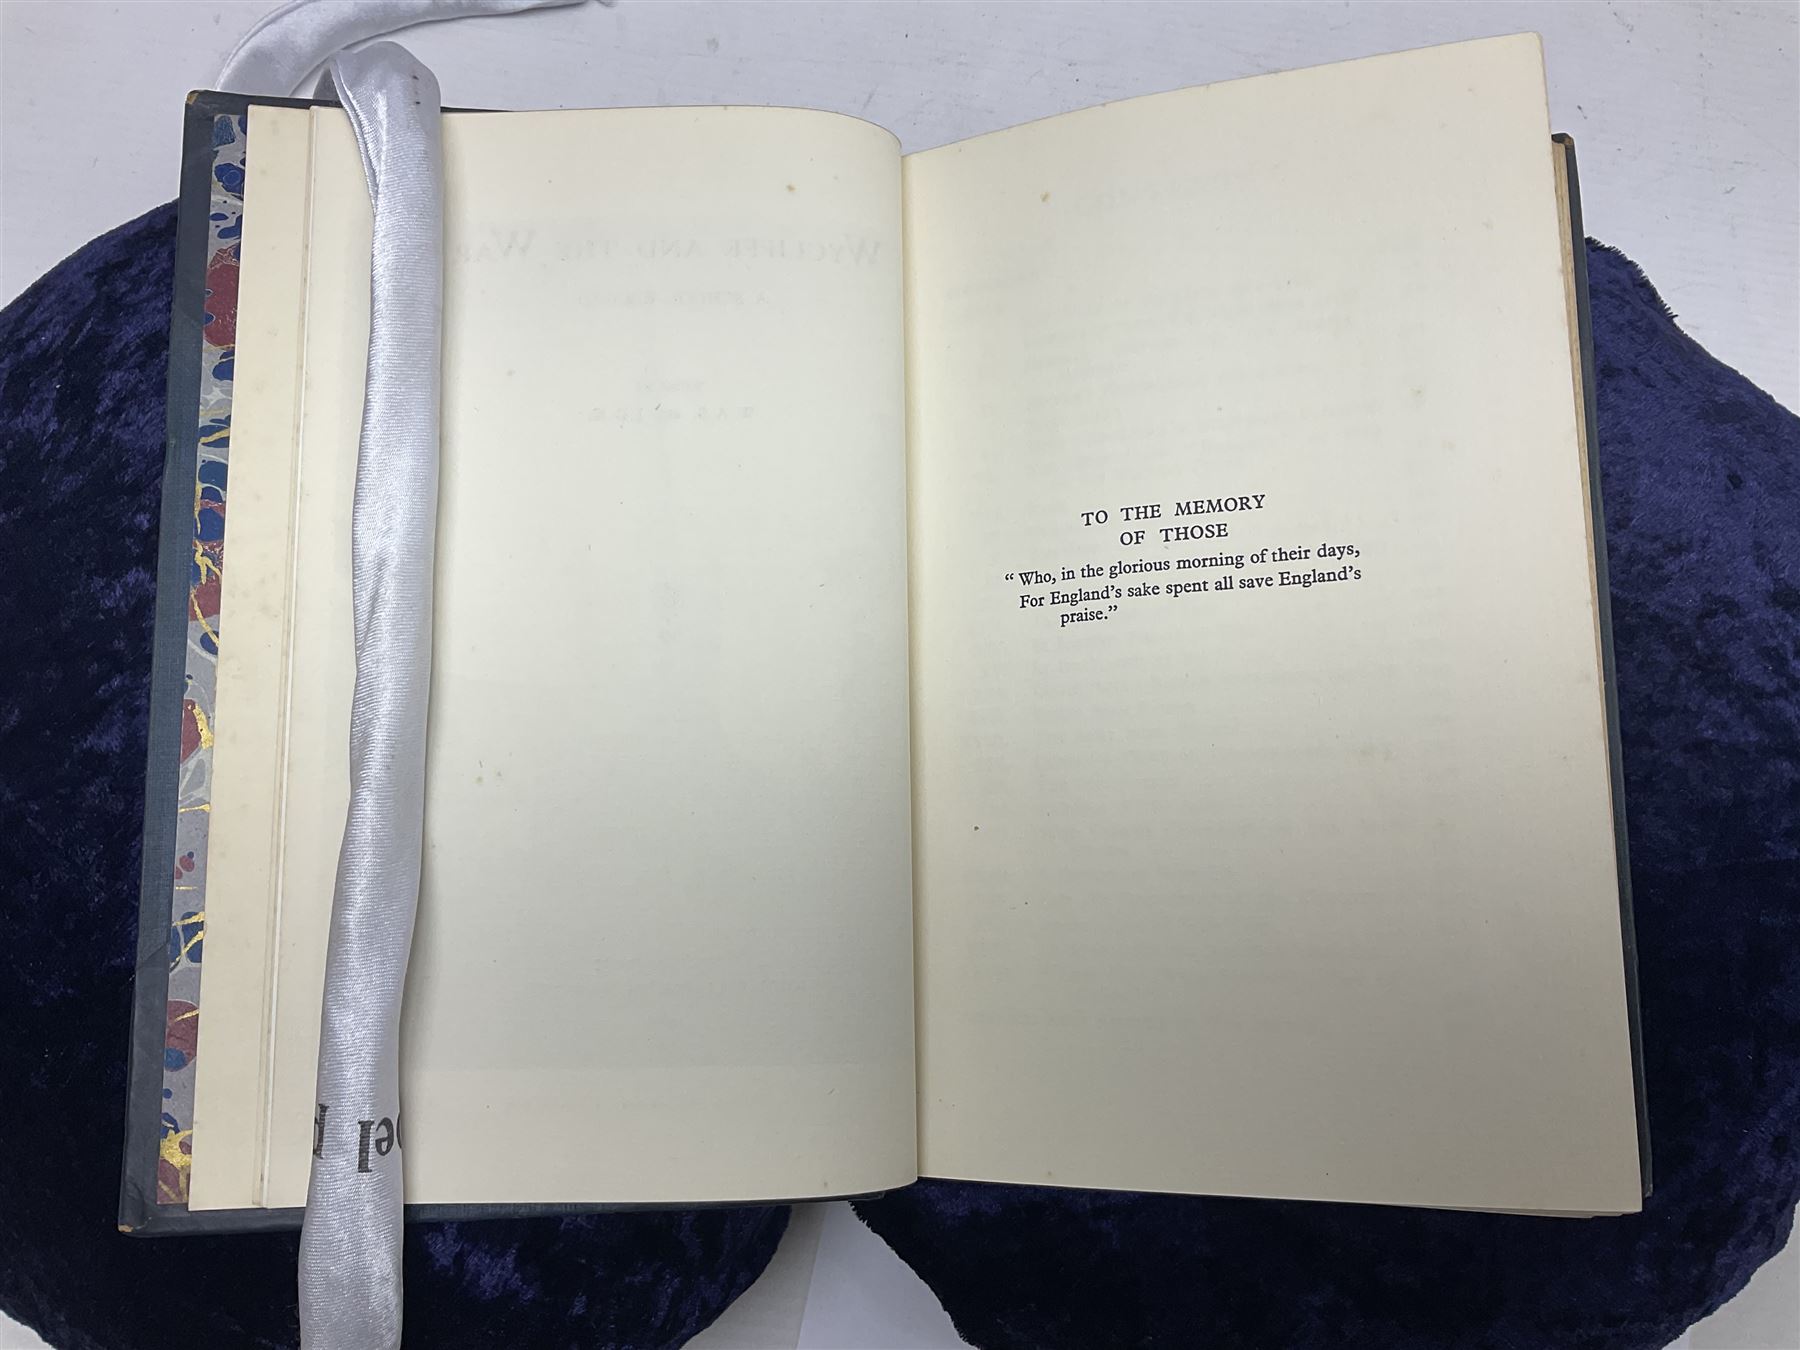 TO THE MEMORY
OF THOSE
“ Who, in the glorious morning of their days,
For England’s sake spent all save England’s
praise.”